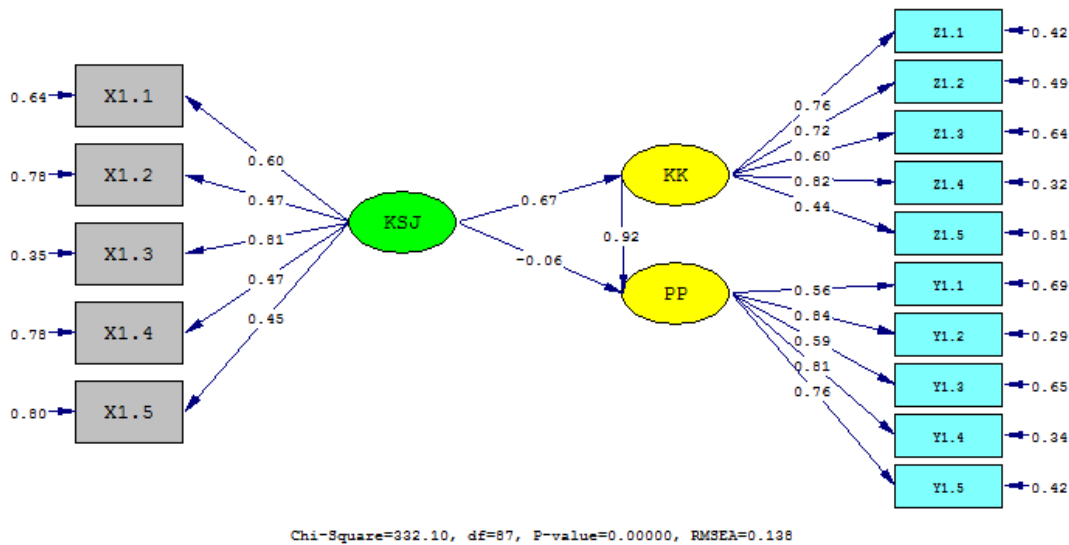 0.64
X1.1
0.78
X1.2
0.35
X1.3
0.78
X1.4
0.80
X1.5
0.60
0.47
0.81
0.47
0.45
KSJ
0.67
-0.06
KK
0.92
PP
0.76
0.72
0.60
0.82
0.44
0.56
0.84
0.59
0.81
0.76
Z1.1
0.42
Z1.2
0.49
Z1.3
0.64
Z1.4
0.32
Z1.5
0.81
Y1.1
0.69
Y1.2
0.29
Y1.3
0.65
Y1.4
0.34
Y1.5
0.42
Chi-Square=332.10, df=87, P-value=0.00000, RMSEA=0.138